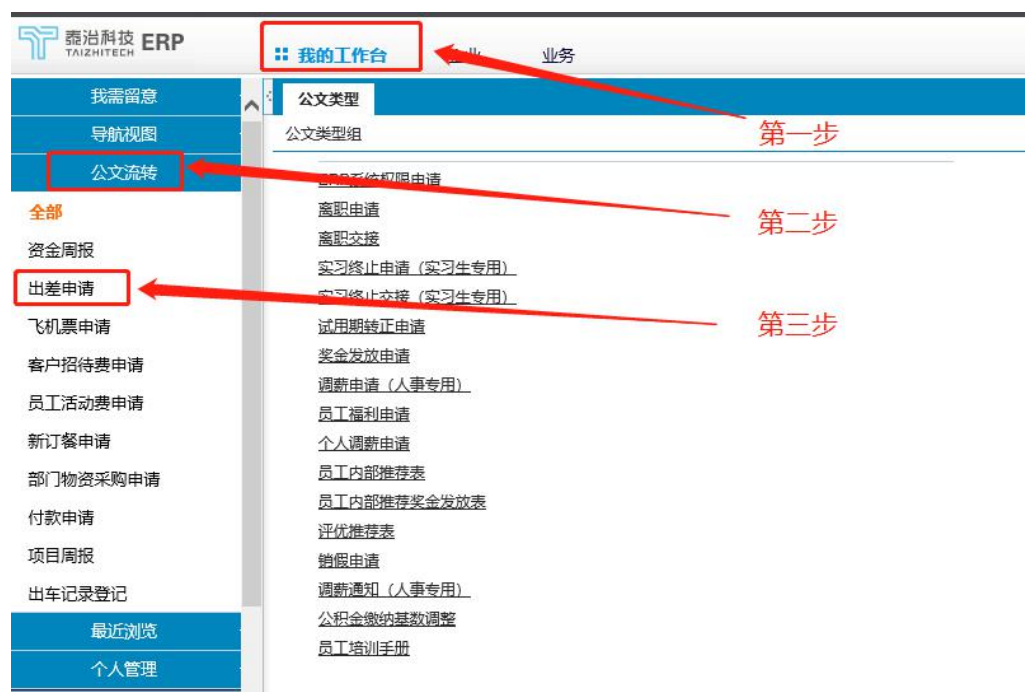 泰治科技 ERP
TAIZHITECH
我的工作台
业务
我需留意
导航视图
公文流转
全部
资金周报
出差申请
飞机票申请
客户招待费申请
员工活动费申请
新订餐申请
部门物资采购申请
付款申请
项目周报
出车记录登记
最近浏览
个人管理
公文类型
公文类型组
ERP系统权限申请
离职申请
离职交接
实习终止申请（实习生专用）
实习终止交接（实习生专用）
试用期转正申请
奖金发放申请
调薪申请（人事专用）
员工福利申请
个人调薪申请
员工内部推荐表
员工内部推荐奖金发放表
评优推荐表
销假申请
调薪通知（人事专用）
公积金缴纳基数调整
员工培训手册
第一步
第二步
第三步